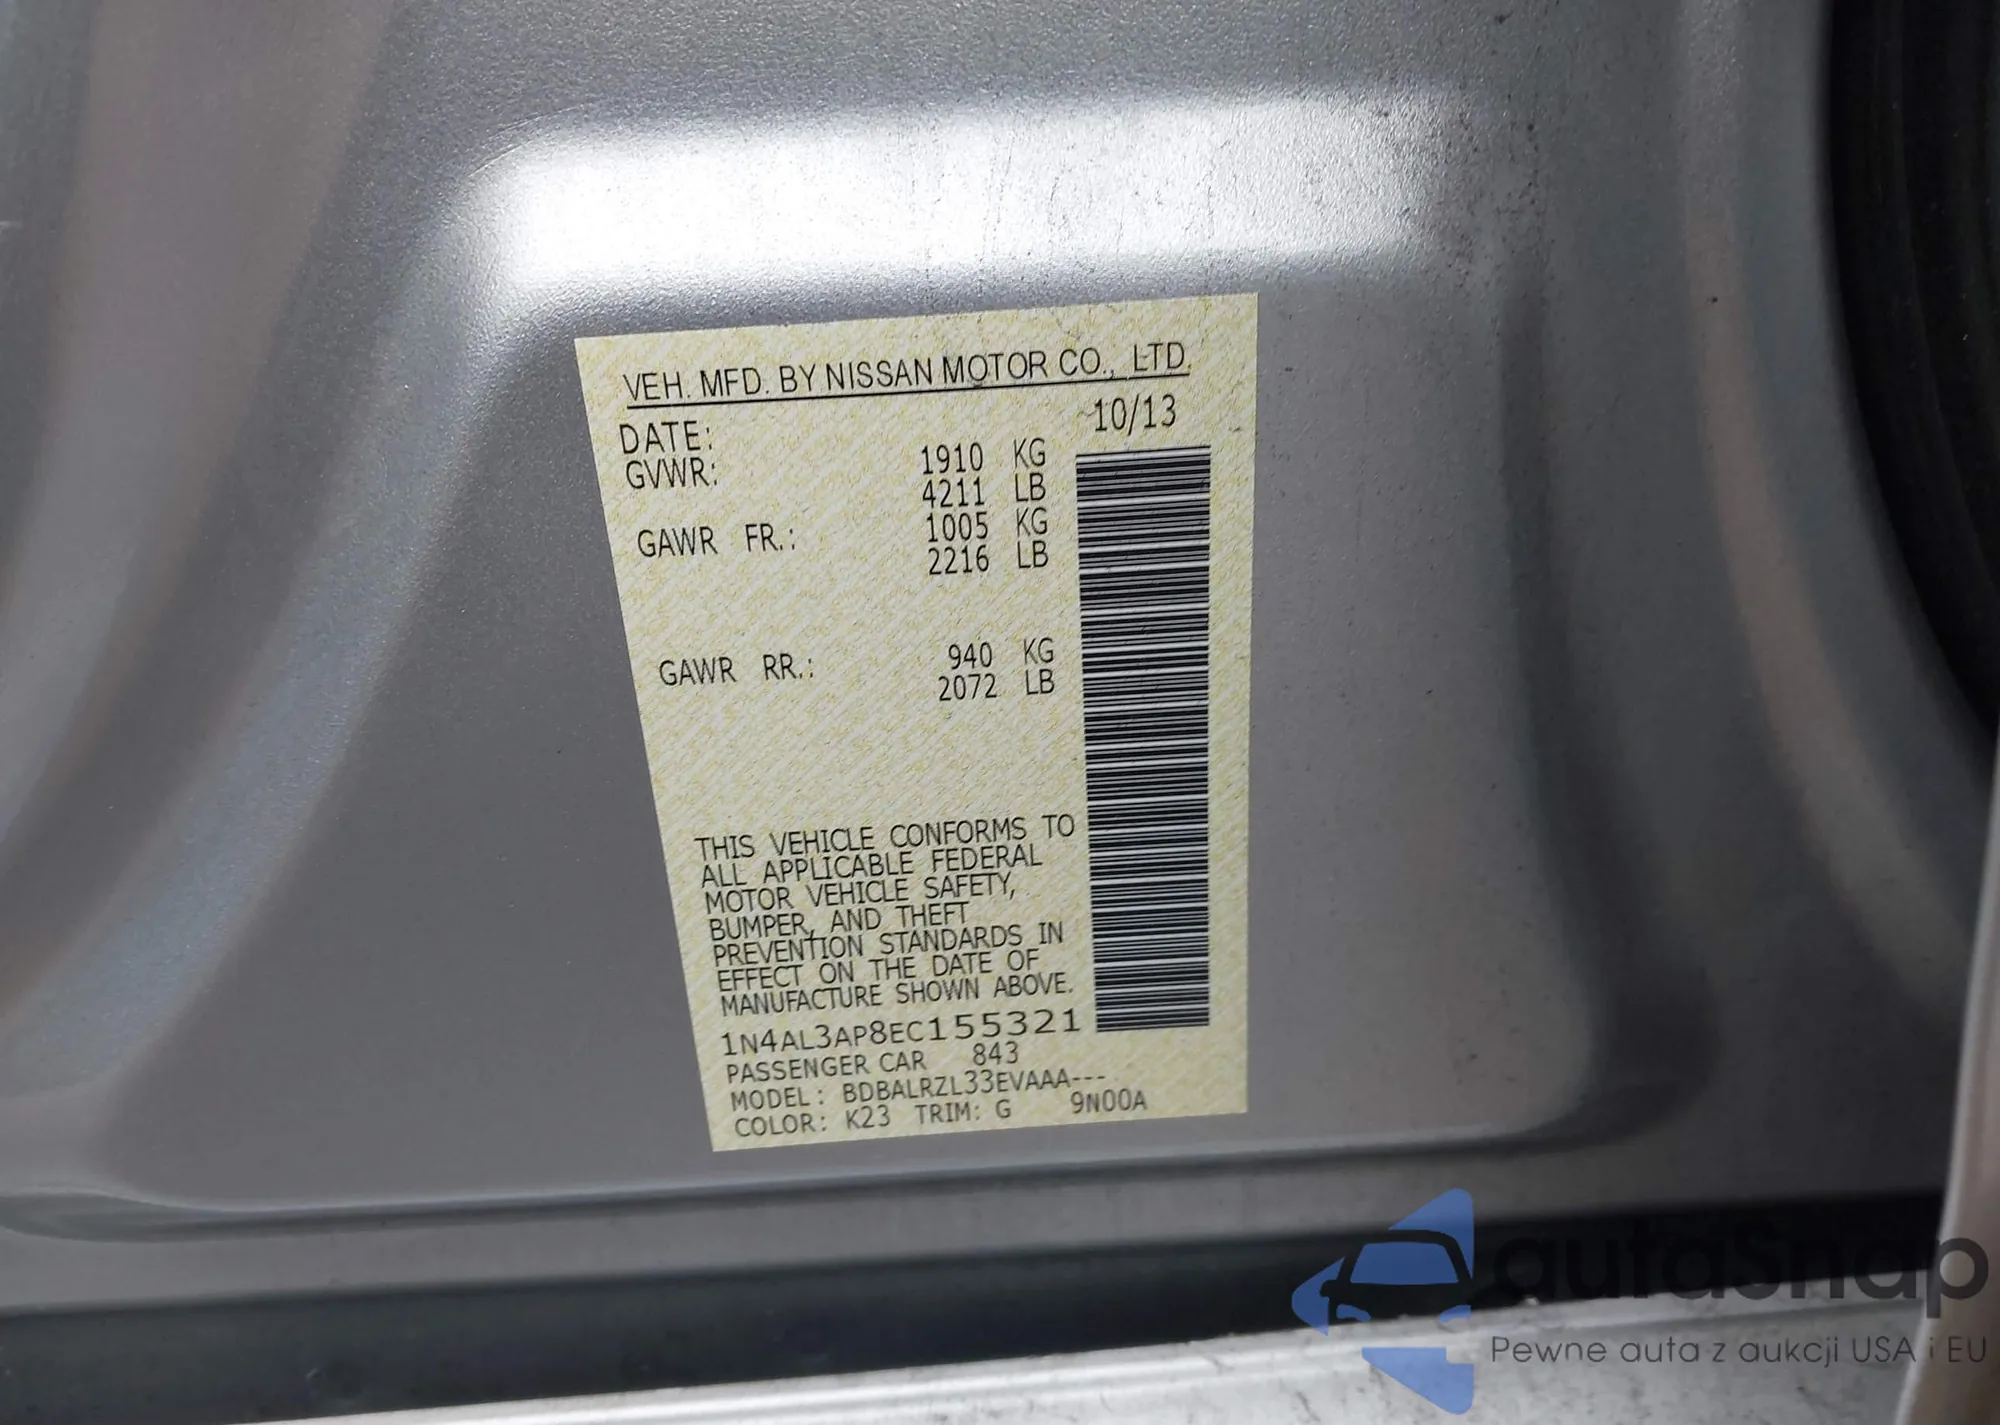 VEH. MFD. BY NISSAN MOTOR CO., LTD.
DATE: 10/13
GVWR: 1910 KG
4211 LB
GAWR FR.: 1005 KG
2216 LB
GAWR RR.: 940 KG
2072 LB
THIS VEHICLE CONFORMS TO
ALL APPLICABLE FEDERAL
MOTOR VEHICLE SAFETY,
BUMPER, AND THEFT
PREVENTION STANDARDS IN
EFFECT ON THE DATE OF
MANUFACTURE SHOWN ABOVE.
1N4AL3AP8EC155321
PASSENGER CAR 843
MODEL: BDBALRZL33EVAAA---
COLOR: K23 TRIM: G 9N00A
autasnap
Pewne auta z aukcji USA i EU